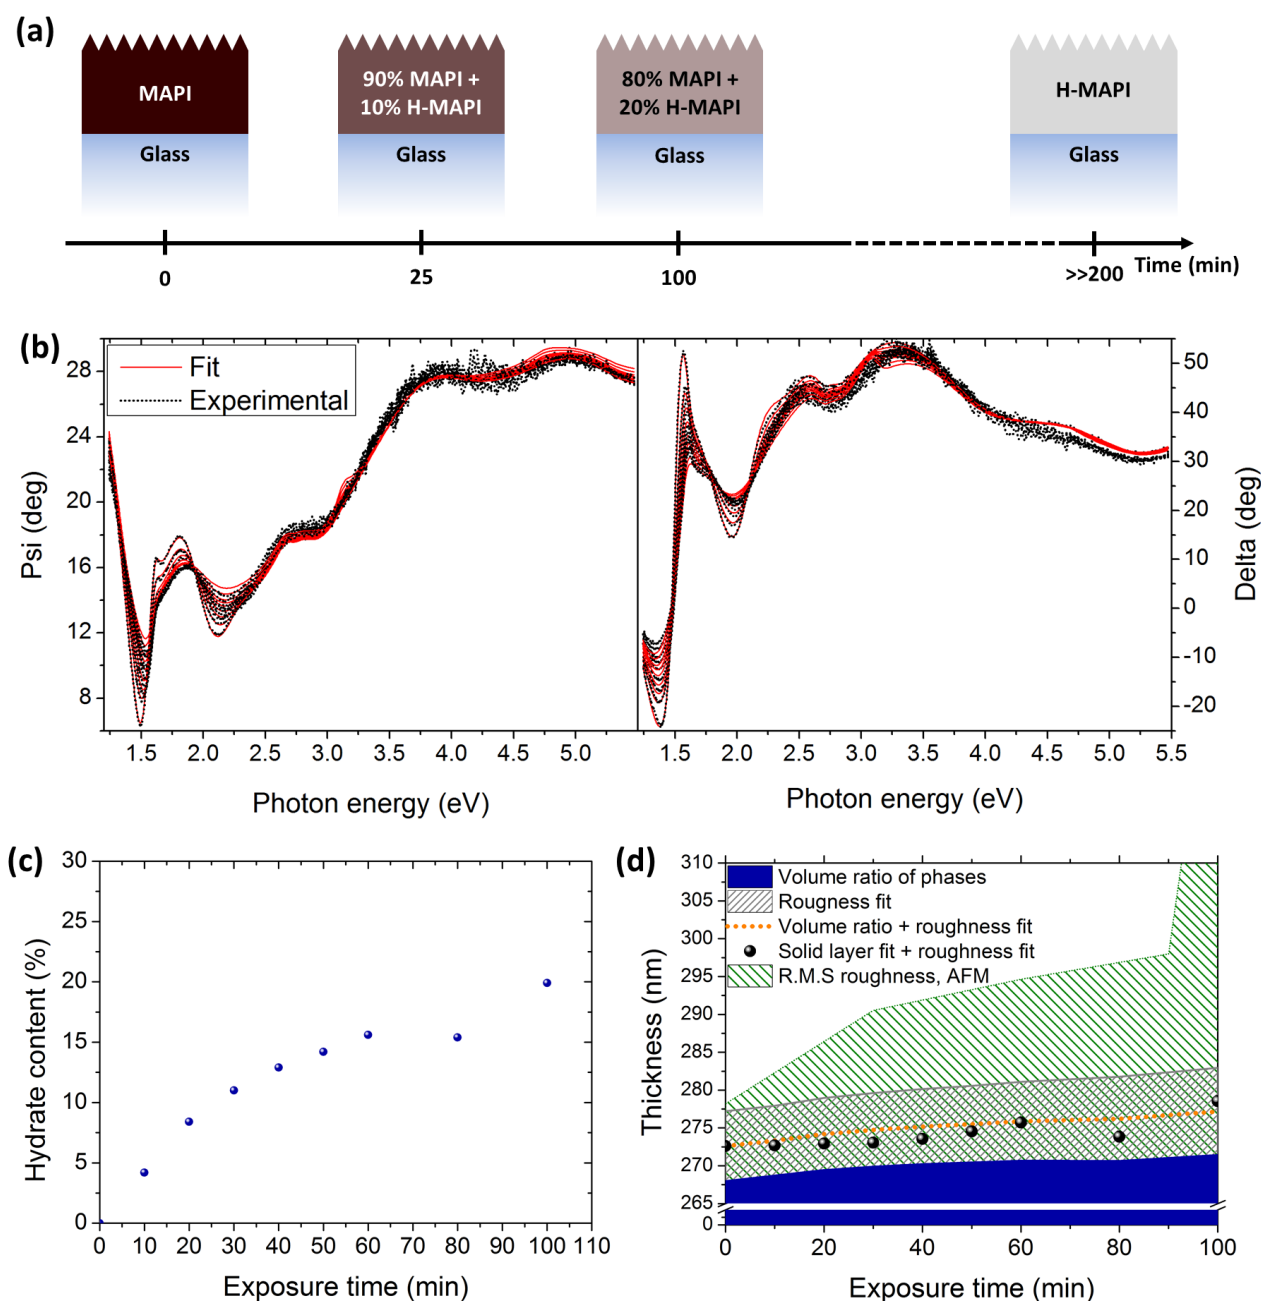 (a)
MAPI
Glass
90% MAPI +
10% H-MAPI
Glass
80% MAPI +
20% H-MAPI
Glass
H-MAPI
Glass
0
25
100
>>200
Time (min)
(b)
Fit
Experimental
28
24
20
16
12
8
Psi (deg)
1.5 2.0 2.5 3.0 3.5 4.0 4.5 5.0
Photon energy (eV)
50
40
30
20
10
0
-10
-20
Delta (deg)
1.5 2.0 2.5 3.0 3.5 4.0 4.5 5.0 5.5
Photon energy (eV)
(c)
30
25
20
15
10
5
0
Hydrate content (%)
0 10 20 30 40 50 60 70 80 90 100 110
Exposure time (min)
(d)
Volume ratio of phases
Rougness fit
Volume ratio + roughness fit
Solid layer fit + roughness fit
R.M.S roughness, AFM
310
305
300
295
290
285
280
275
270
265
0
Thickness (nm)
0 20 40 60 80 100
Exposure time (min)